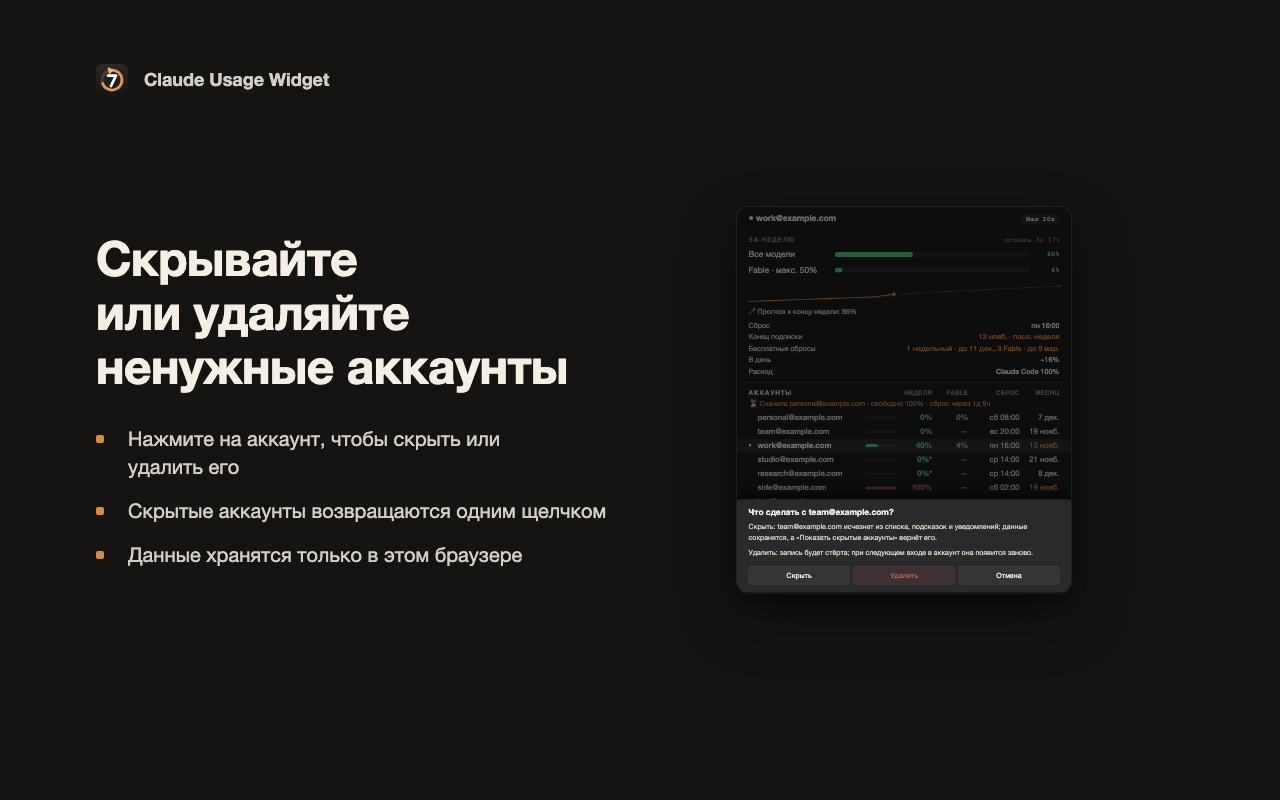 7
Claude Usage Widget
Скрывайте
или удаляйте
ненужные аккаунты
Нажмите на аккаунт, чтобы скрыть или
удалить его
Скрытые аккаунты возвращаются одним щелчком
Данные хранятся только в этом браузере
work@example.com Max 20x
ЗА НЕДЕЛЮ осталось 3д 17ч
Все модели 40%
Fable · макс. 50% 4%
Прогноз к концу недели: 86%
Сброс пн 16:00
Конец подписки 13 нояб. · посл. неделя
Бесплатные сбросы 1 недельный · до 11 дек., 3 Fable · до 9 мар.
В день ~16%
Расход Claude Code 100%
АККАУНТЫ НЕДЕЛЯ FABLE СБРОС МЕСЯЦ
Сначала personal@example.com · свободно 100% · сброс через 1д 9ч
personal@example.com 0% 0% сб 08:00 7 дек.
team@example.com 0% — вс 20:00 19 нояб.
work@example.com 40% 4% пн 16:00 13 нояб.
studio@example.com 0%* — ср 14:00 21 нояб.
research@example.com 0%* — ср 14:00 8 дек.
side@example.com 100% — сб 02:00 19 нояб.
Что сделать с team@example.com?
Скрыть: team@example.com исчезнет из списка, подсказок и уведомлений; данные
сохранятся, а «Показать скрытые аккаунты» вернёт его.
Удалить: запись будет стёрта; при следующем входе в аккаунт она появится заново.
Скрыть Удалить Отмена